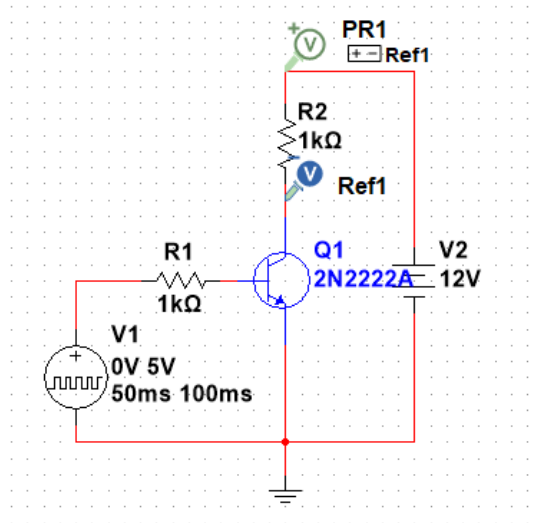 PR1
V
+ - Ref1
R2
1kΩ
V
Ref1
R1
1kΩ
Q1
2N2222A
V2
12V
V1
+
0V 5V
50ms 100ms